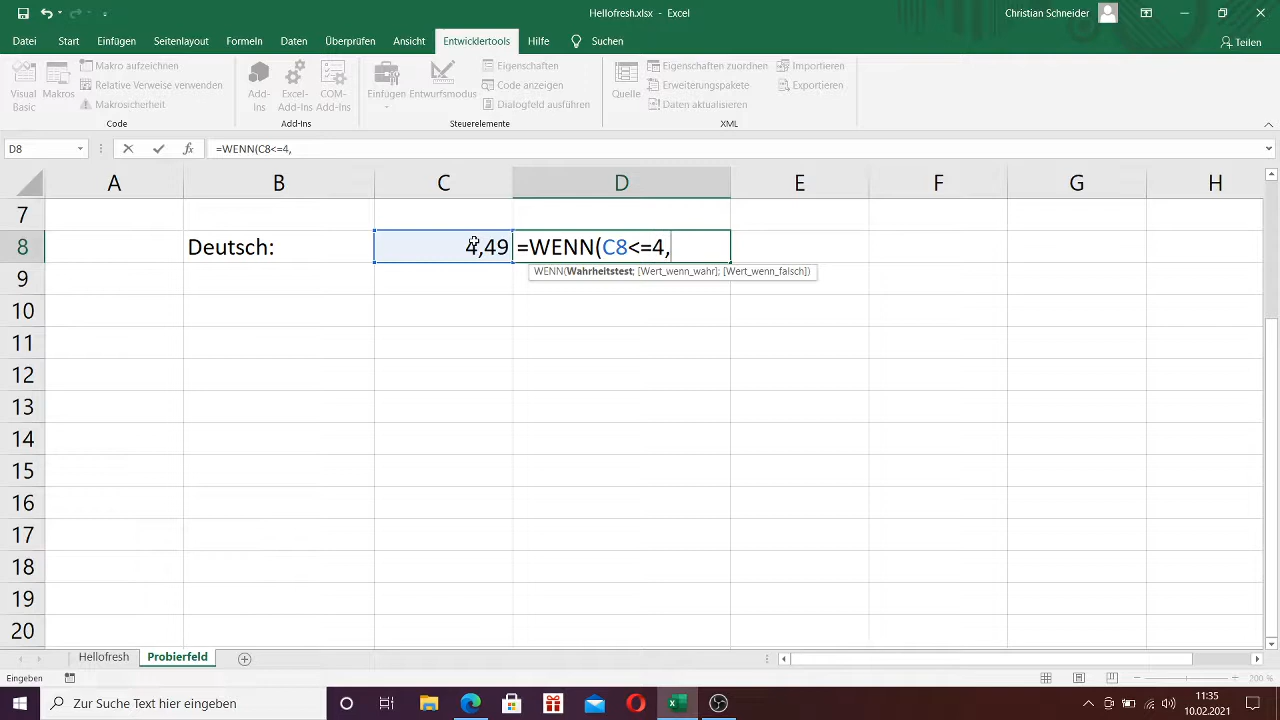 Hellofresh.xlsx - Excel
Christian Schneider
Datei Start Einfügen Seitenlayout Formeln Daten Überprüfen Ansicht Entwicklertools Hilfe Suchen Teilen
Visual Basic
Makros
Makro aufzeichnen
Relative Verweise verwenden
Makrosicherheit
Code
Add-Ins
Excel-Add-Ins
COM-Add-Ins
Add-Ins
Einfügen
Entwurfsmodus
Eigenschaften
Code anzeigen
Dialogfeld ausführen
Steuerelemente
Quelle
Eigenschaften zuordnen
Erweiterungspakete
Daten aktualisieren
Importieren
Exportieren
XML
D8 fx =WENN(C8<=4,
A B C D E F G H
7
8 Deutsch: 4,49 =WENN(C8<=4,
WENN(Wahrheitstest; [Wert_wenn_wahr]; [Wert_wenn_falsch])
9
10
11
12
13
14
15
16
17
18
19
20
Hellofresh Probierfeld
Eingeben
200 %
Zur Suche Text hier eingeben
11:35
10.02.2021